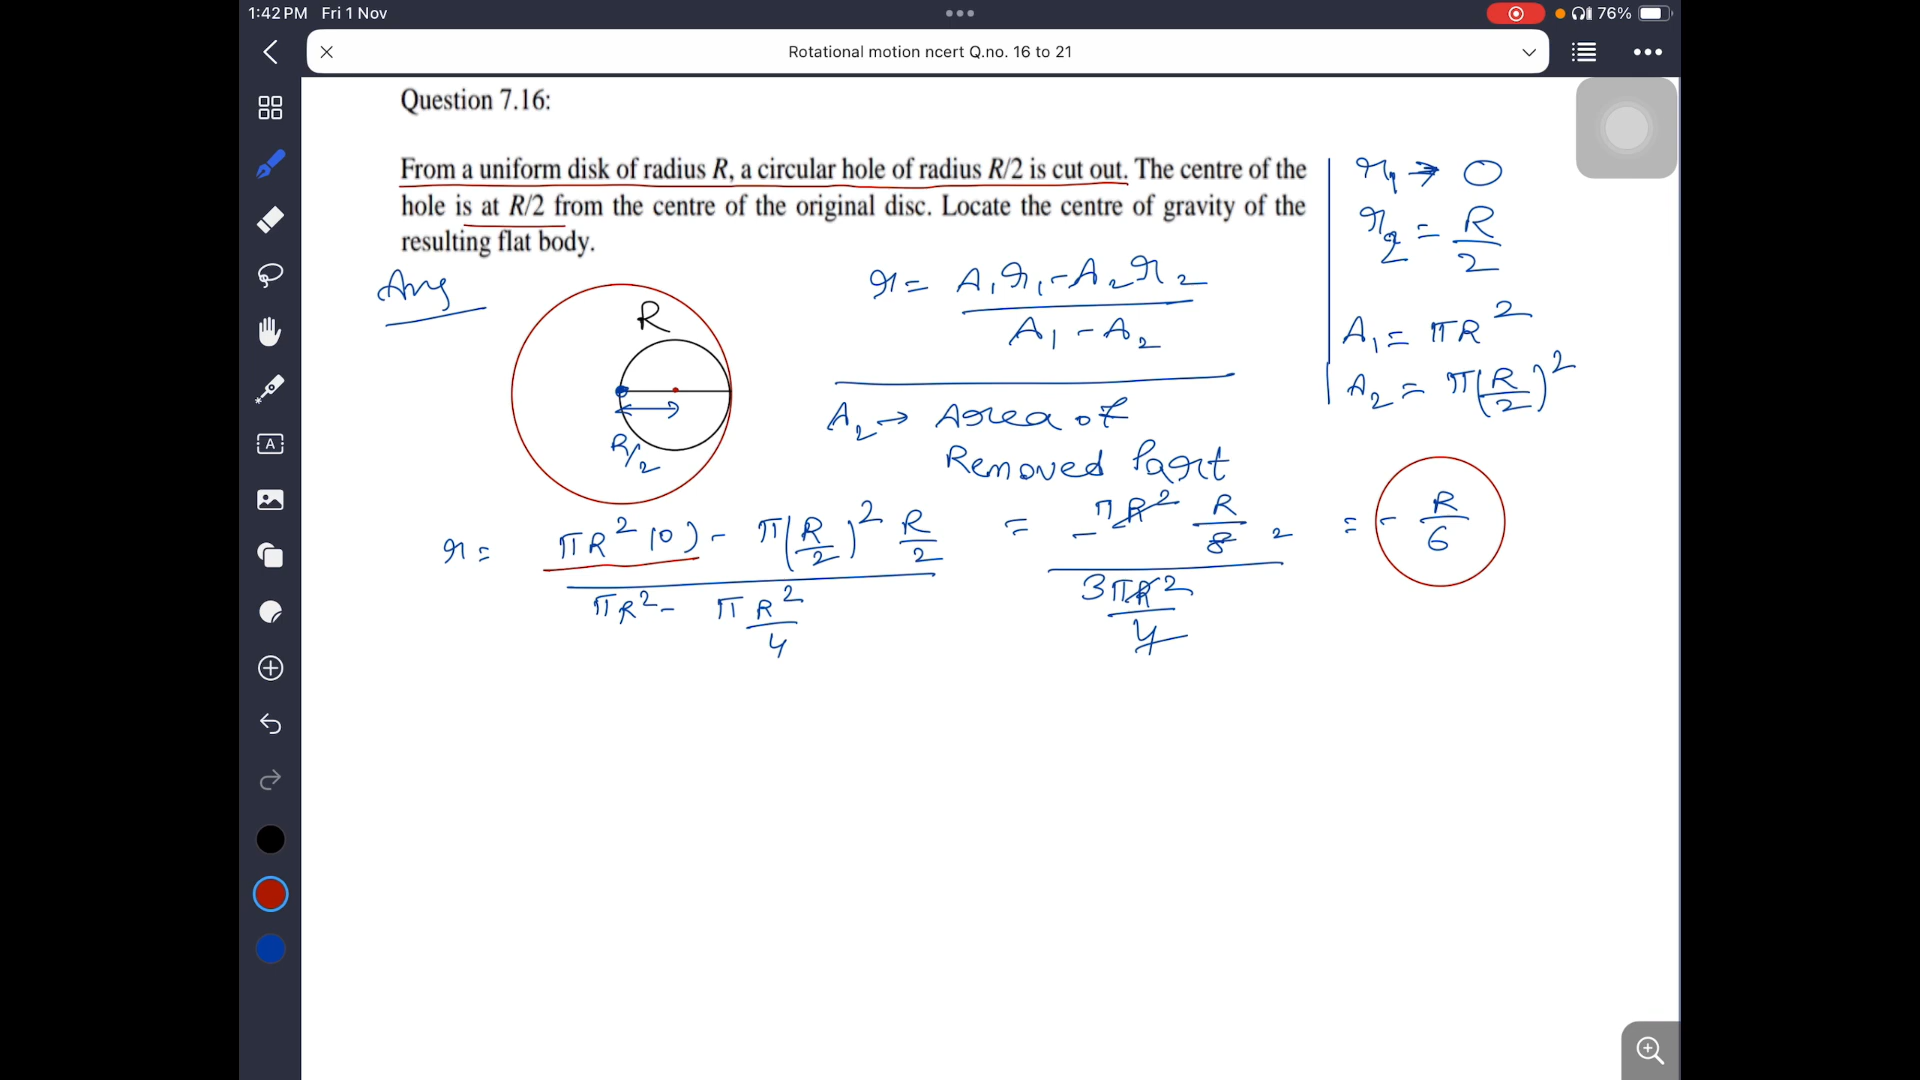 1:42 PM Fri 1 Nov
76%
Rotational motion ncert Q.no. 16 to 21
Question 7.16:
From a uniform disk of radius R, a circular hole of radius R/2 is cut out. The centre of the
hole is at R/2 from the centre of the original disc. Locate the centre of gravity of the
resulting flat body.
r₁ → 0
r₂ = R/2
A₁ = πR²
A₂ = π(R/2)²
Ans
R
R/2
r = (A₁r₁ - A₂r₂)/(A₁ - A₂)
A₂ → Area of
Removed Part
r = (πR²(0) - π(R/2)² R/2)/(πR² - πR²/4) = (-πR² R/8 2)/(3πR²/4) = -R/6
A